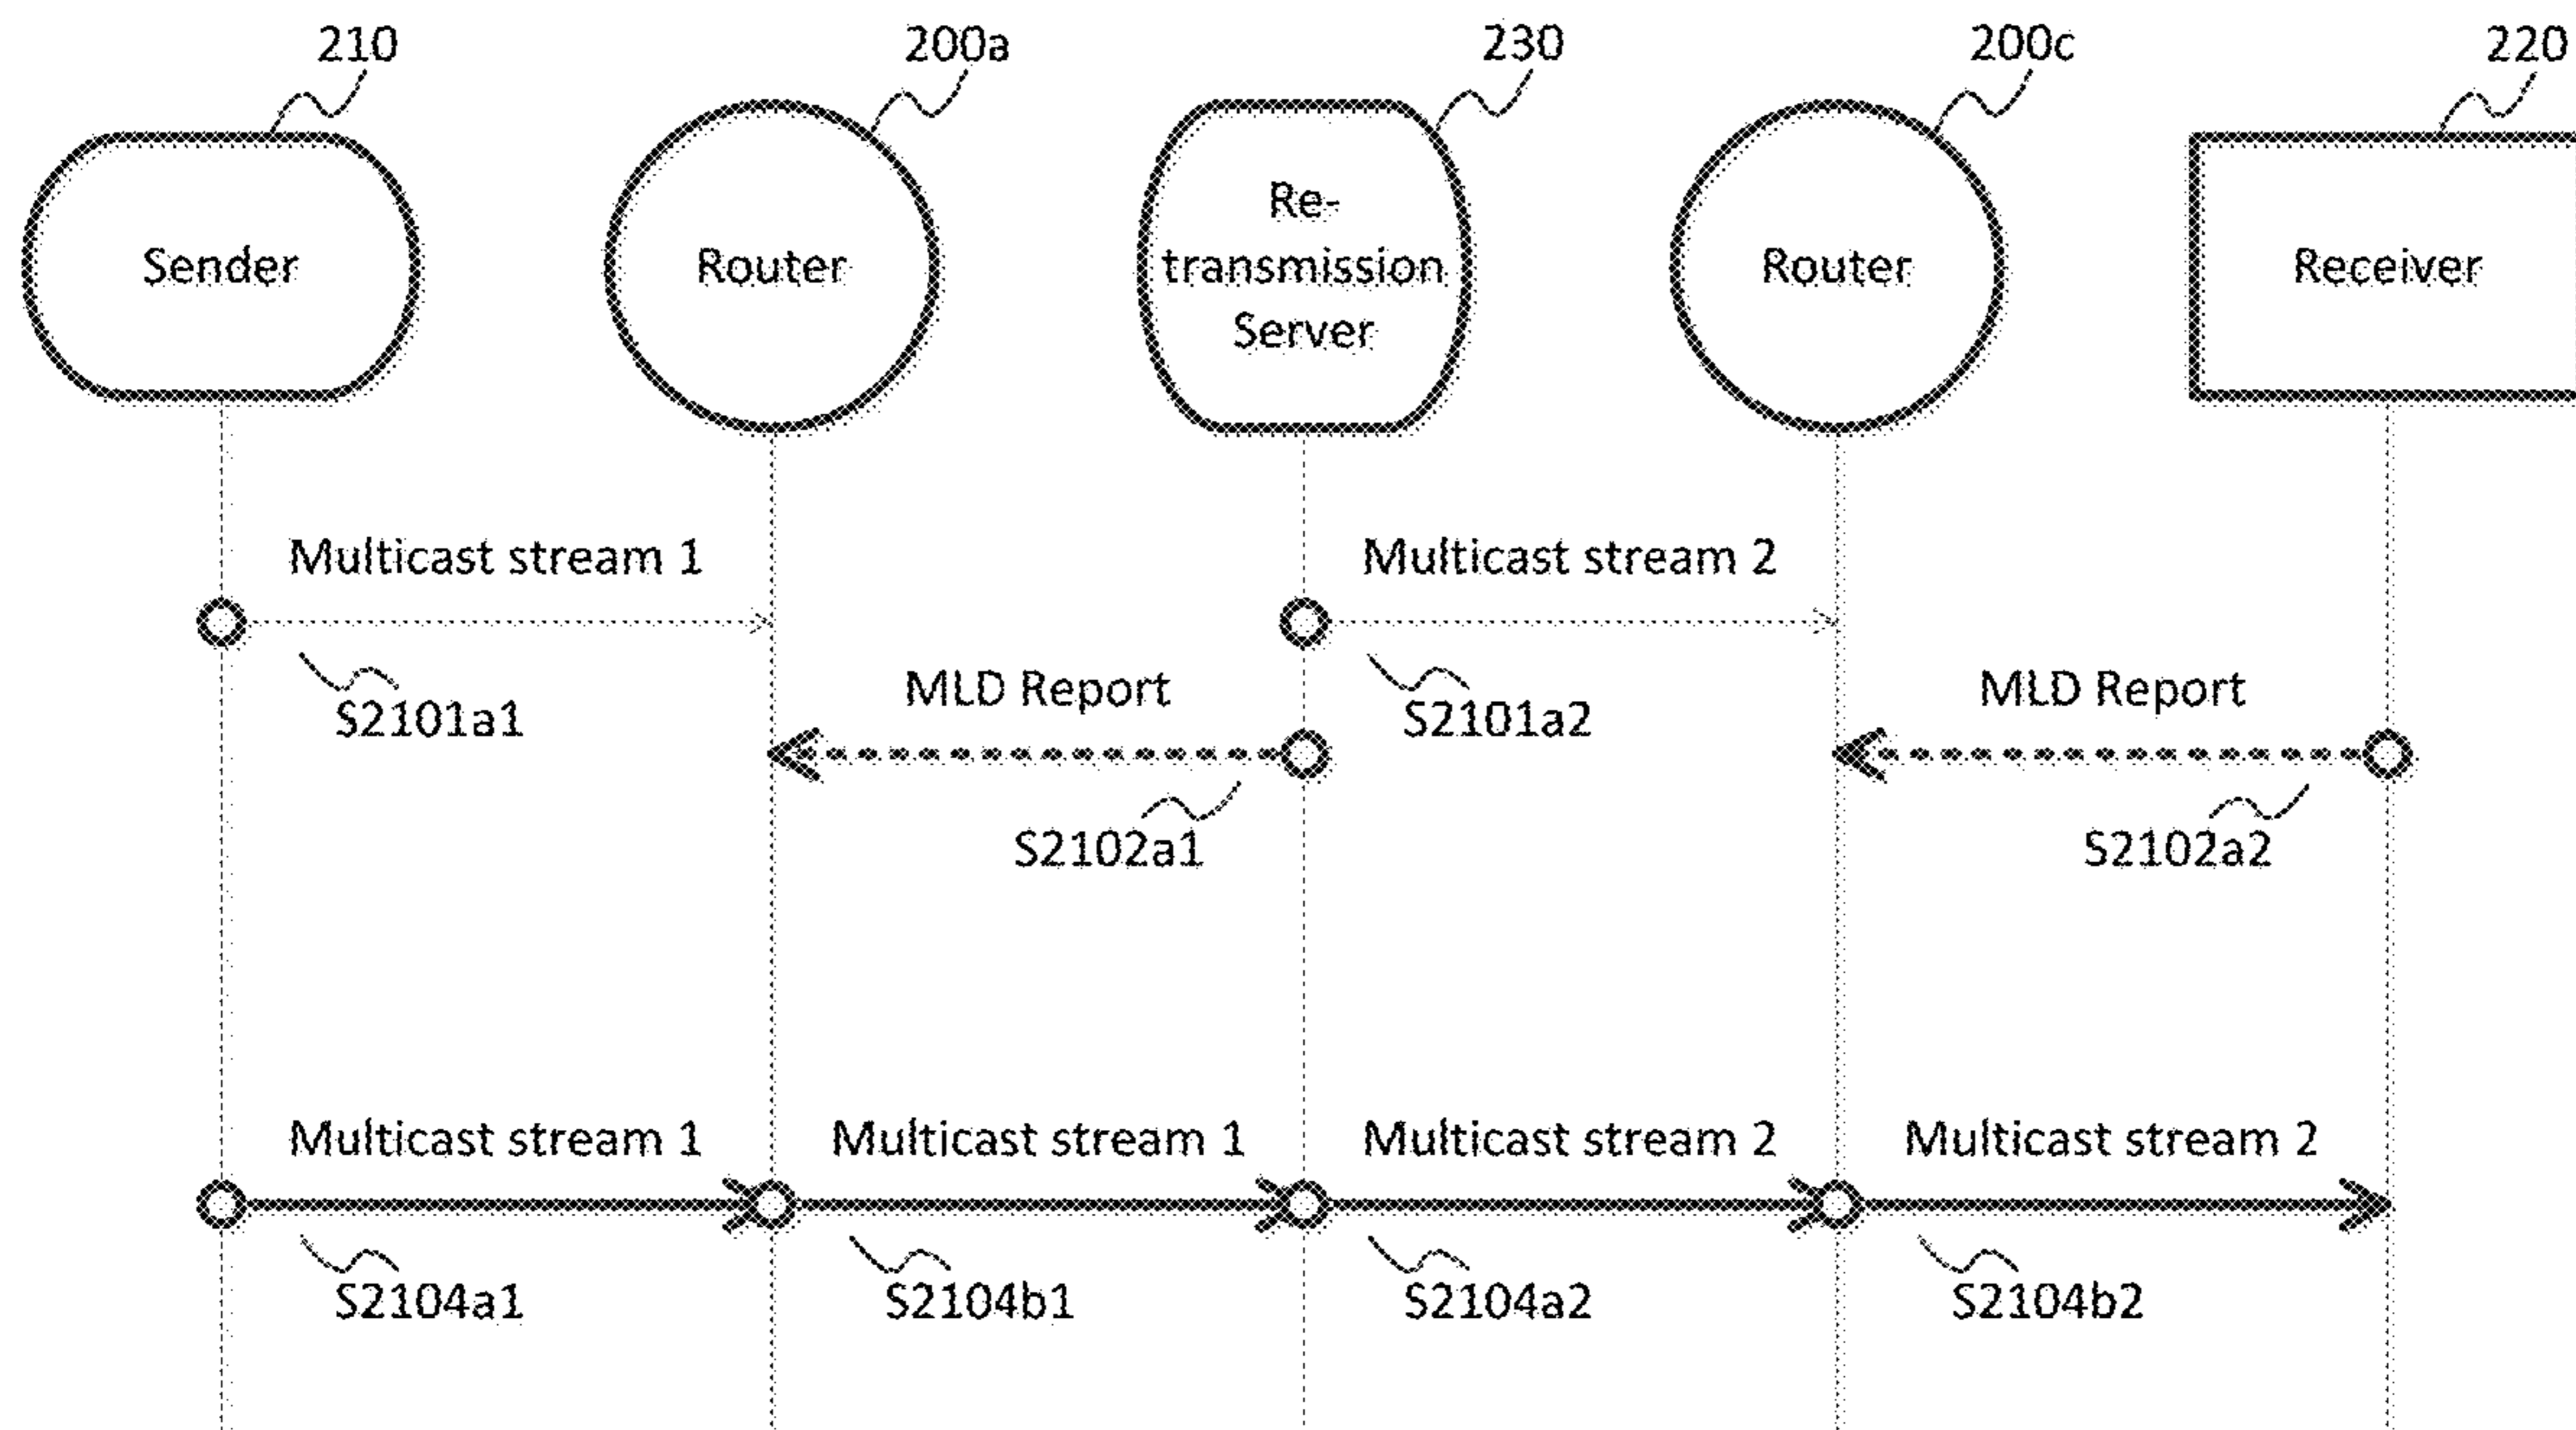 210
200a
230
200c
220
Sender
Router
Re-
transmission
Server
Router
Receiver
Multicast stream 1
Multicast stream 2
S2101a1
MLD Report
S2101a2
MLD Report
S2102a1
S2102a2
Multicast stream 1
Multicast stream 1
Multicast stream 2
Multicast stream 2
S2104a1
S2104b1
S2104a2
S2104b2